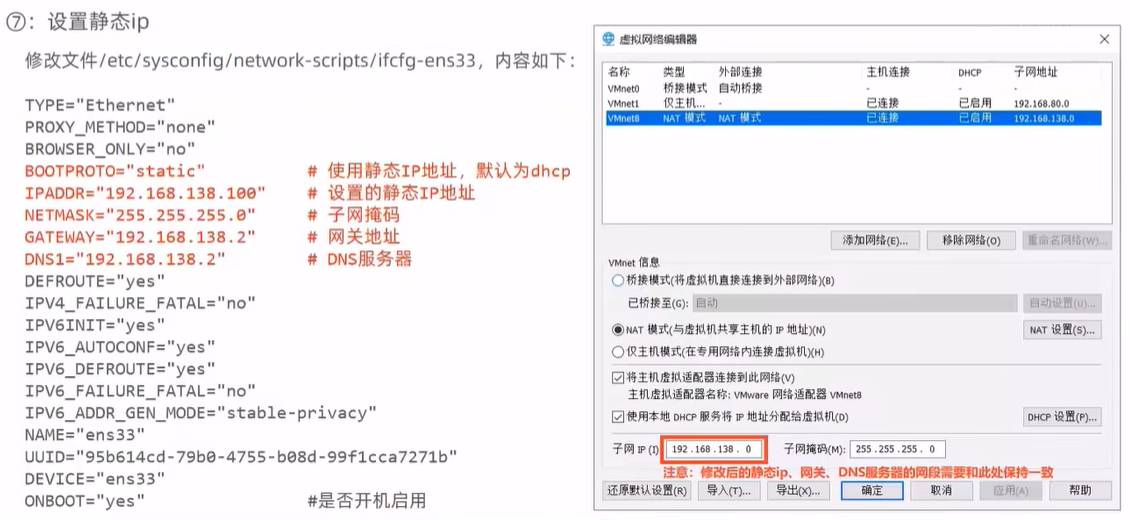 ⑦：设置静态ip
修改文件/etc/sysconfig/network-scripts/ifcfg-ens33，内容如下：
TYPE="Ethernet"
PROXY_METHOD="none"
BROWSER_ONLY="no"
BOOTPROTO="static" # 使用静态IP地址，默认为dhcp
IPADDR="192.168.138.100" # 设置的静态IP地址
NETMASK="255.255.255.0" # 子网掩码
GATEWAY="192.168.138.2" # 网关地址
DNS1="192.168.138.2" # DNS服务器
DEFROUTE="yes"
IPV4_FAILURE_FATAL="no"
IPV6INIT="yes"
IPV6_AUTOCONF="yes"
IPV6_DEFROUTE="yes"
IPV6_FAILURE_FATAL="no"
IPV6_ADDR_GEN_MODE="stable-privacy"
NAME="ens33"
UUID="95b614cd-79b0-4755-b08d-99f1cca7271b"
DEVICE="ens33"
ONBOOT="yes" #是否开机启用
虚拟网络编辑器
名称 类型 外部连接 主机连接 DHCP 子网地址
VMnet0 桥接模式 自动桥接 - - -
VMnet1 仅主机... - 已连接 已启用 192.168.80.0
VMnet8 NAT 模式 NAT 模式 已连接 已启用 192.168.138.0
添加网络(E)... 移除网络(O) 重命名网络(W)...
VMnet 信息
桥接模式(将虚拟机直接连接到外部网络)(B)
已桥接至(G): 自动 自动设置(U)...
NAT 模式(与虚拟机共享主机的 IP 地址)(N) NAT 设置(S)...
仅主机模式(在专用网络内连接虚拟机)(H)
将主机虚拟适配器连接到此网络(V)
主机虚拟适配器名称: VMware 网络适配器 VMnet8
使用本地 DHCP 服务将 IP 地址分配给虚拟机(D) DHCP 设置(P)...
子网 IP (I) 192 .168 .138 . 0 子网掩码(M): 255 .255 .255 . 0
注意：修改后的静态ip、网关、DNS服务器的网段需要和此处保持一致
还原默认设置(R) 导入(T)... 导出(X)... 确定 取消 应用(A) 帮助